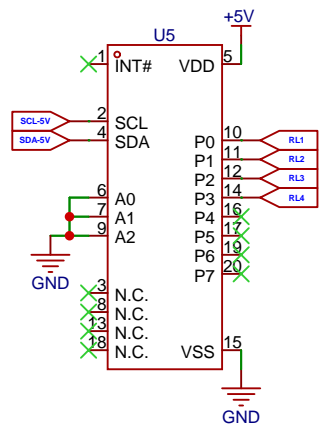 +5V
U5
1 INT# VDD 5
SCL-5V 2 SCL
SDA-5V 4 SDA
P0 10 RL1
P1 11 RL2
P2 12 RL3
P3 14 RL4
6 A0 P4 16
7 A1 P5 17
9 A2 P6 19
P7 20
GND
3 N.C.
8 N.C.
13 N.C.
18 N.C. VSS 15
GND